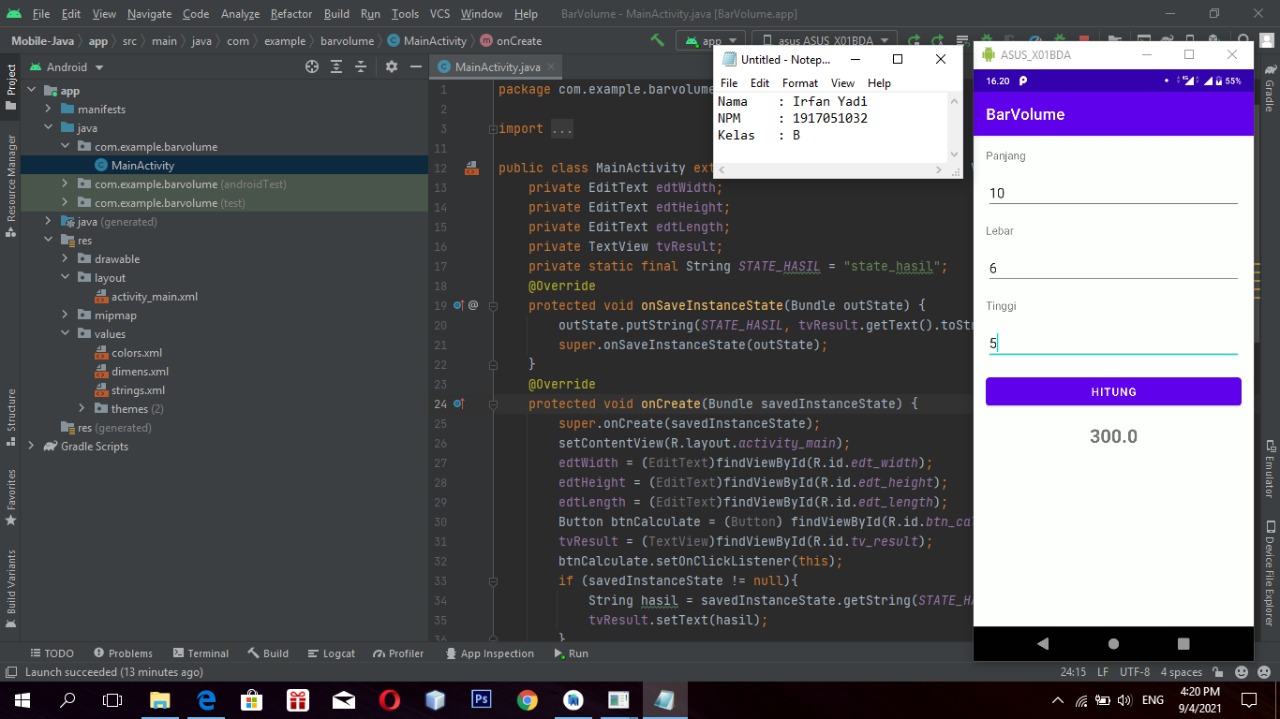 File Edit View Navigate Code Analyze Refactor Build Run Tools VCS Window Help BarVolume - MainActivity.java [BarVolume.app]
Mobile-Java app src main java com example barvolume MainActivity onCreate
app asus ASUS_X01BDA
Project
Resource Manager
Structure
Favorites
Build Variants
Android
app
manifests
java
com.example.barvolume
MainActivity
com.example.barvolume (androidTest)
com.example.barvolume (test)
java (generated)
res
drawable
layout
activity_main.xml
mipmap
values
colors.xml
dimens.xml
strings.xml
themes (2)
res (generated)
Gradle Scripts
MainActivity.java
1 package com.example.barvolume
2
3 import ...
11
12 public class MainActivity ext
13 private EditText edtWidth;
14 private EditText edtHeight;
15 private EditText edtLength;
16 private TextView tvResult;
17 private static final String STATE_HASIL = "state_hasil";
18 @Override
19 protected void onSaveInstanceState(Bundle outState) {
20 outState.putString(STATE_HASIL, tvResult.getText().toStr
21 super.onSaveInstanceState(outState);
22 }
23 @Override
24 protected void onCreate(Bundle savedInstanceState) {
25 super.onCreate(savedInstanceState);
26 setContentView(R.layout.activity_main);
27 edtWidth = (EditText)findViewById(R.id.edt_width);
28 edtHeight = (EditText)findViewById(R.id.edt_height);
29 edtLength = (EditText)findViewById(R.id.edt_length);
30 Button btnCalculate = (Button) findViewById(R.id.btn_cal
31 tvResult = (TextView)findViewById(R.id.tv_result);
32 btnCalculate.setOnClickListener(this);
33 if (savedInstanceState != null){
34 String hasil = savedInstanceState.getString(STATE_HA
35 tvResult.setText(hasil);
36 }
Untitled - Notep...
File Edit Format View Help
Nama : Irfan Yadi
NPM : 1917051032
Kelas : B
ASUS_X01BDA
16.20 55%
BarVolume
Panjang
10
Lebar
6
Tinggi
5
HITUNG
300.0
Gradle
Emulator
Device File Explorer
TODO Problems Terminal Build Logcat Profiler App Inspection Run
Launch succeeded (13 minutes ago) 24:15 LF UTF-8 4 spaces
Ps
ENG
4:20 PM
9/4/2021